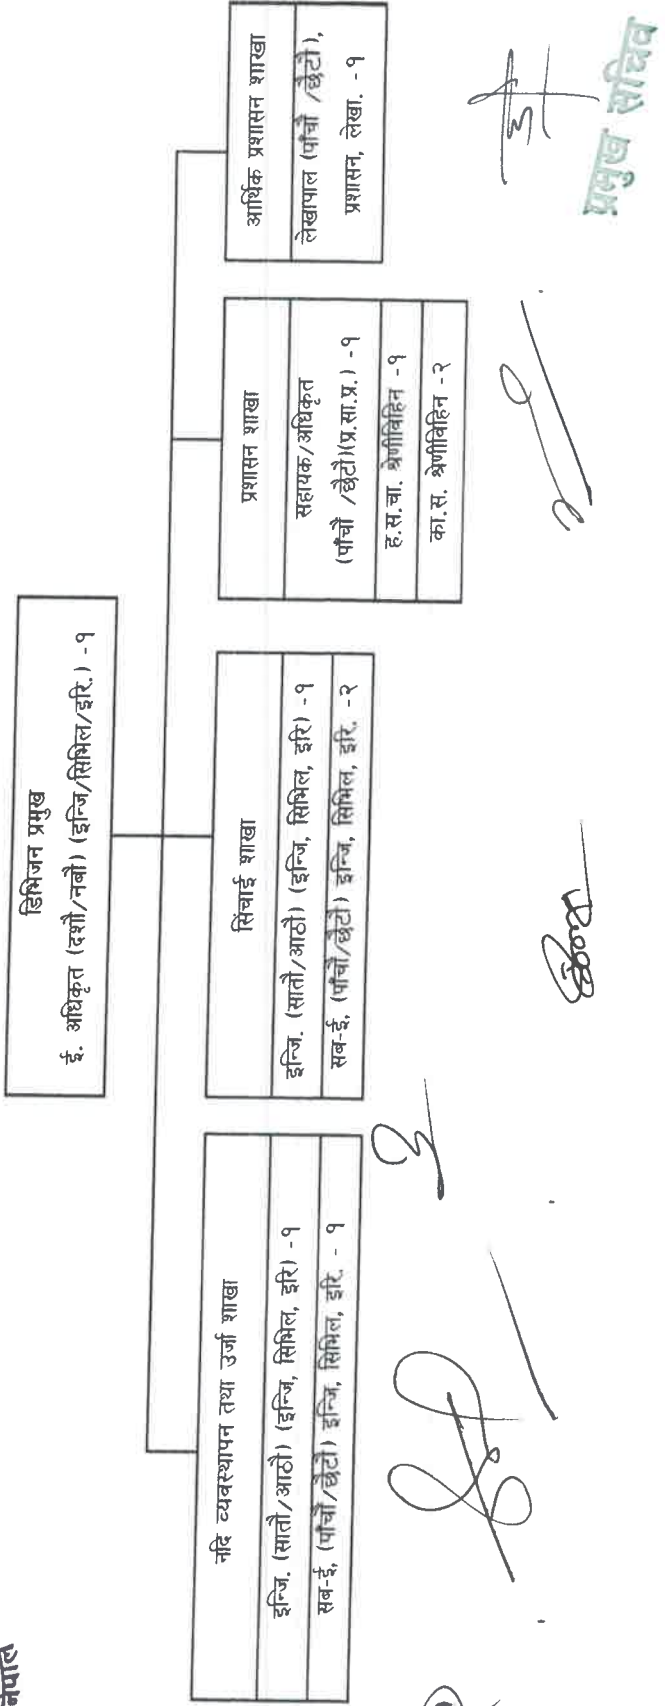 नेपाल
डिभिजन प्रमुख
ई. अधिकृत (दशौ/नबौ) (इन्जि/सिभिल/इरि.) -१
नदि व्यवस्थापन तथा उर्जा शाखा
इन्जि. (सातौ/आठौ) (इन्जि, सिभिल, इरि) -१
सब-ई, (पाँचौ/छैटौ) इन्जि, सिभिल, इरि. - १
सिंचाई शाखा
इन्जि. (सातौ/आठौ) (इन्जि, सिभिल, इरि) -१
सब-ई, (पाँचौ/छैटौ) इन्जि, सिभिल, इरि. -२
प्रशासन शाखा
सहायक/अधिकृत
(पाँचौ /छैटौ)(प्र.सा.प्र.) -१
ह.स.चा. श्रेणीविहिन -१
का.स. श्रेणीविहिन -२
आर्थिक प्रशासन शाखा
लेखापाल (पाँचौ /छैटौ),
प्रशासन, लेखा. -१
प्रमुख सचिव